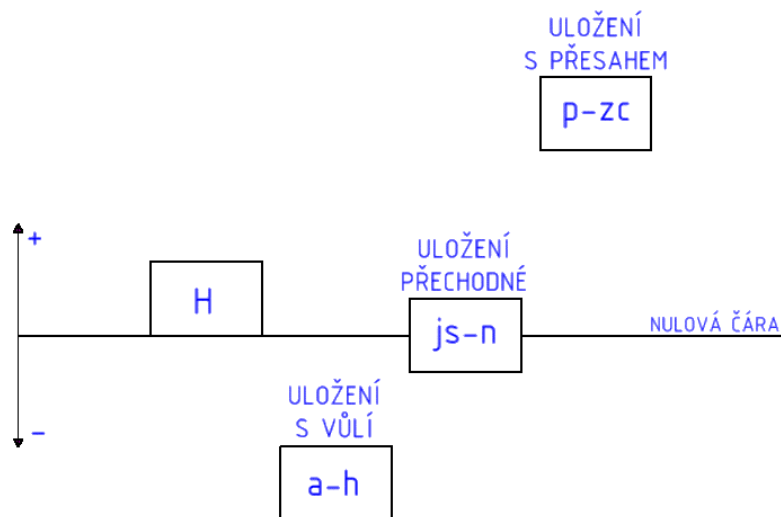 ULOŽENÍ
S PŘESAHEM
p-zc
+
H
ULOŽENÍ
PŘECHODNÉ
js-n
NULOVÁ ČÁRA
-
ULOŽENÍ
S VŮLÍ
a-h